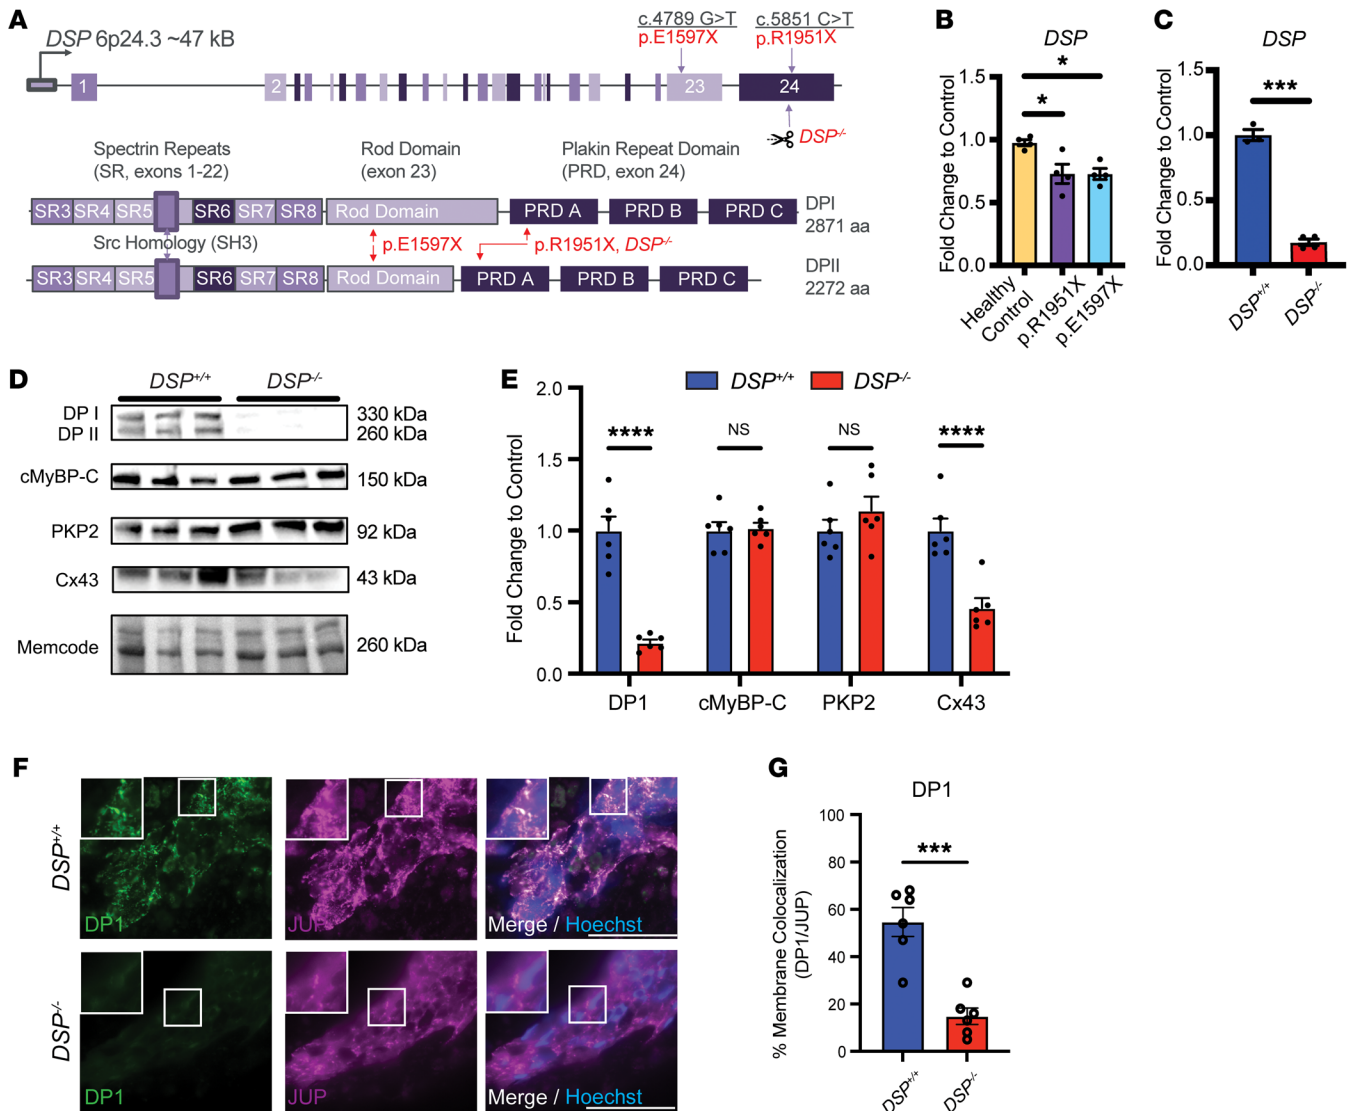 A
DSP 6p24.3 ~47 kB
c.4789 G>T
p.E1597X
c.5851 C>T
p.R1951X
1
2
23
24
DSP-/-
Spectrin Repeats
(SR, exons 1-22)
Rod Domain
(exon 23)
Plakin Repeat Domain
(PRD, exon 24)
SR3 SR4 SR5 SR6 SR7 SR8 Rod Domain PRD A PRD B PRD C
DPI
2871 aa
Src Homology (SH3)
p.E1597X
p.R1951X, DSP-/-
SR3 SR4 SR5 SR6 SR7 SR8 Rod Domain PRD A PRD B PRD C
DPII
2272 aa
B
DSP
Fold Change to Control
1.5
1.0
0.5
0.0
*
*
Healthy
Control
p.R1951X
p.E1597X
C
DSP
Fold Change to Control
1.5
1.0
0.5
0.0
***
DSP+/+
DSP-/-
D
DSP+/+
DSP-/-
DP I
330 kDa
DP II
260 kDa
cMyBP-C
150 kDa
PKP2
92 kDa
Cx43
43 kDa
Memcode
260 kDa
E
DSP+/+
DSP-/-
Fold Change to Control
2.0
1.5
1.0
0.5
0.0
****
NS
NS
****
DP1
cMyBP-C
PKP2
Cx43
F
DSP+/+
DP1
JUP
Merge / Hoechst
DSP-/-
DP1
JUP
Merge / Hoechst
G
DP1
% Membrane Colocalization
(DP1/JUP)
100
80
60
40
20
0
***
DSP+/+
DSP-/-